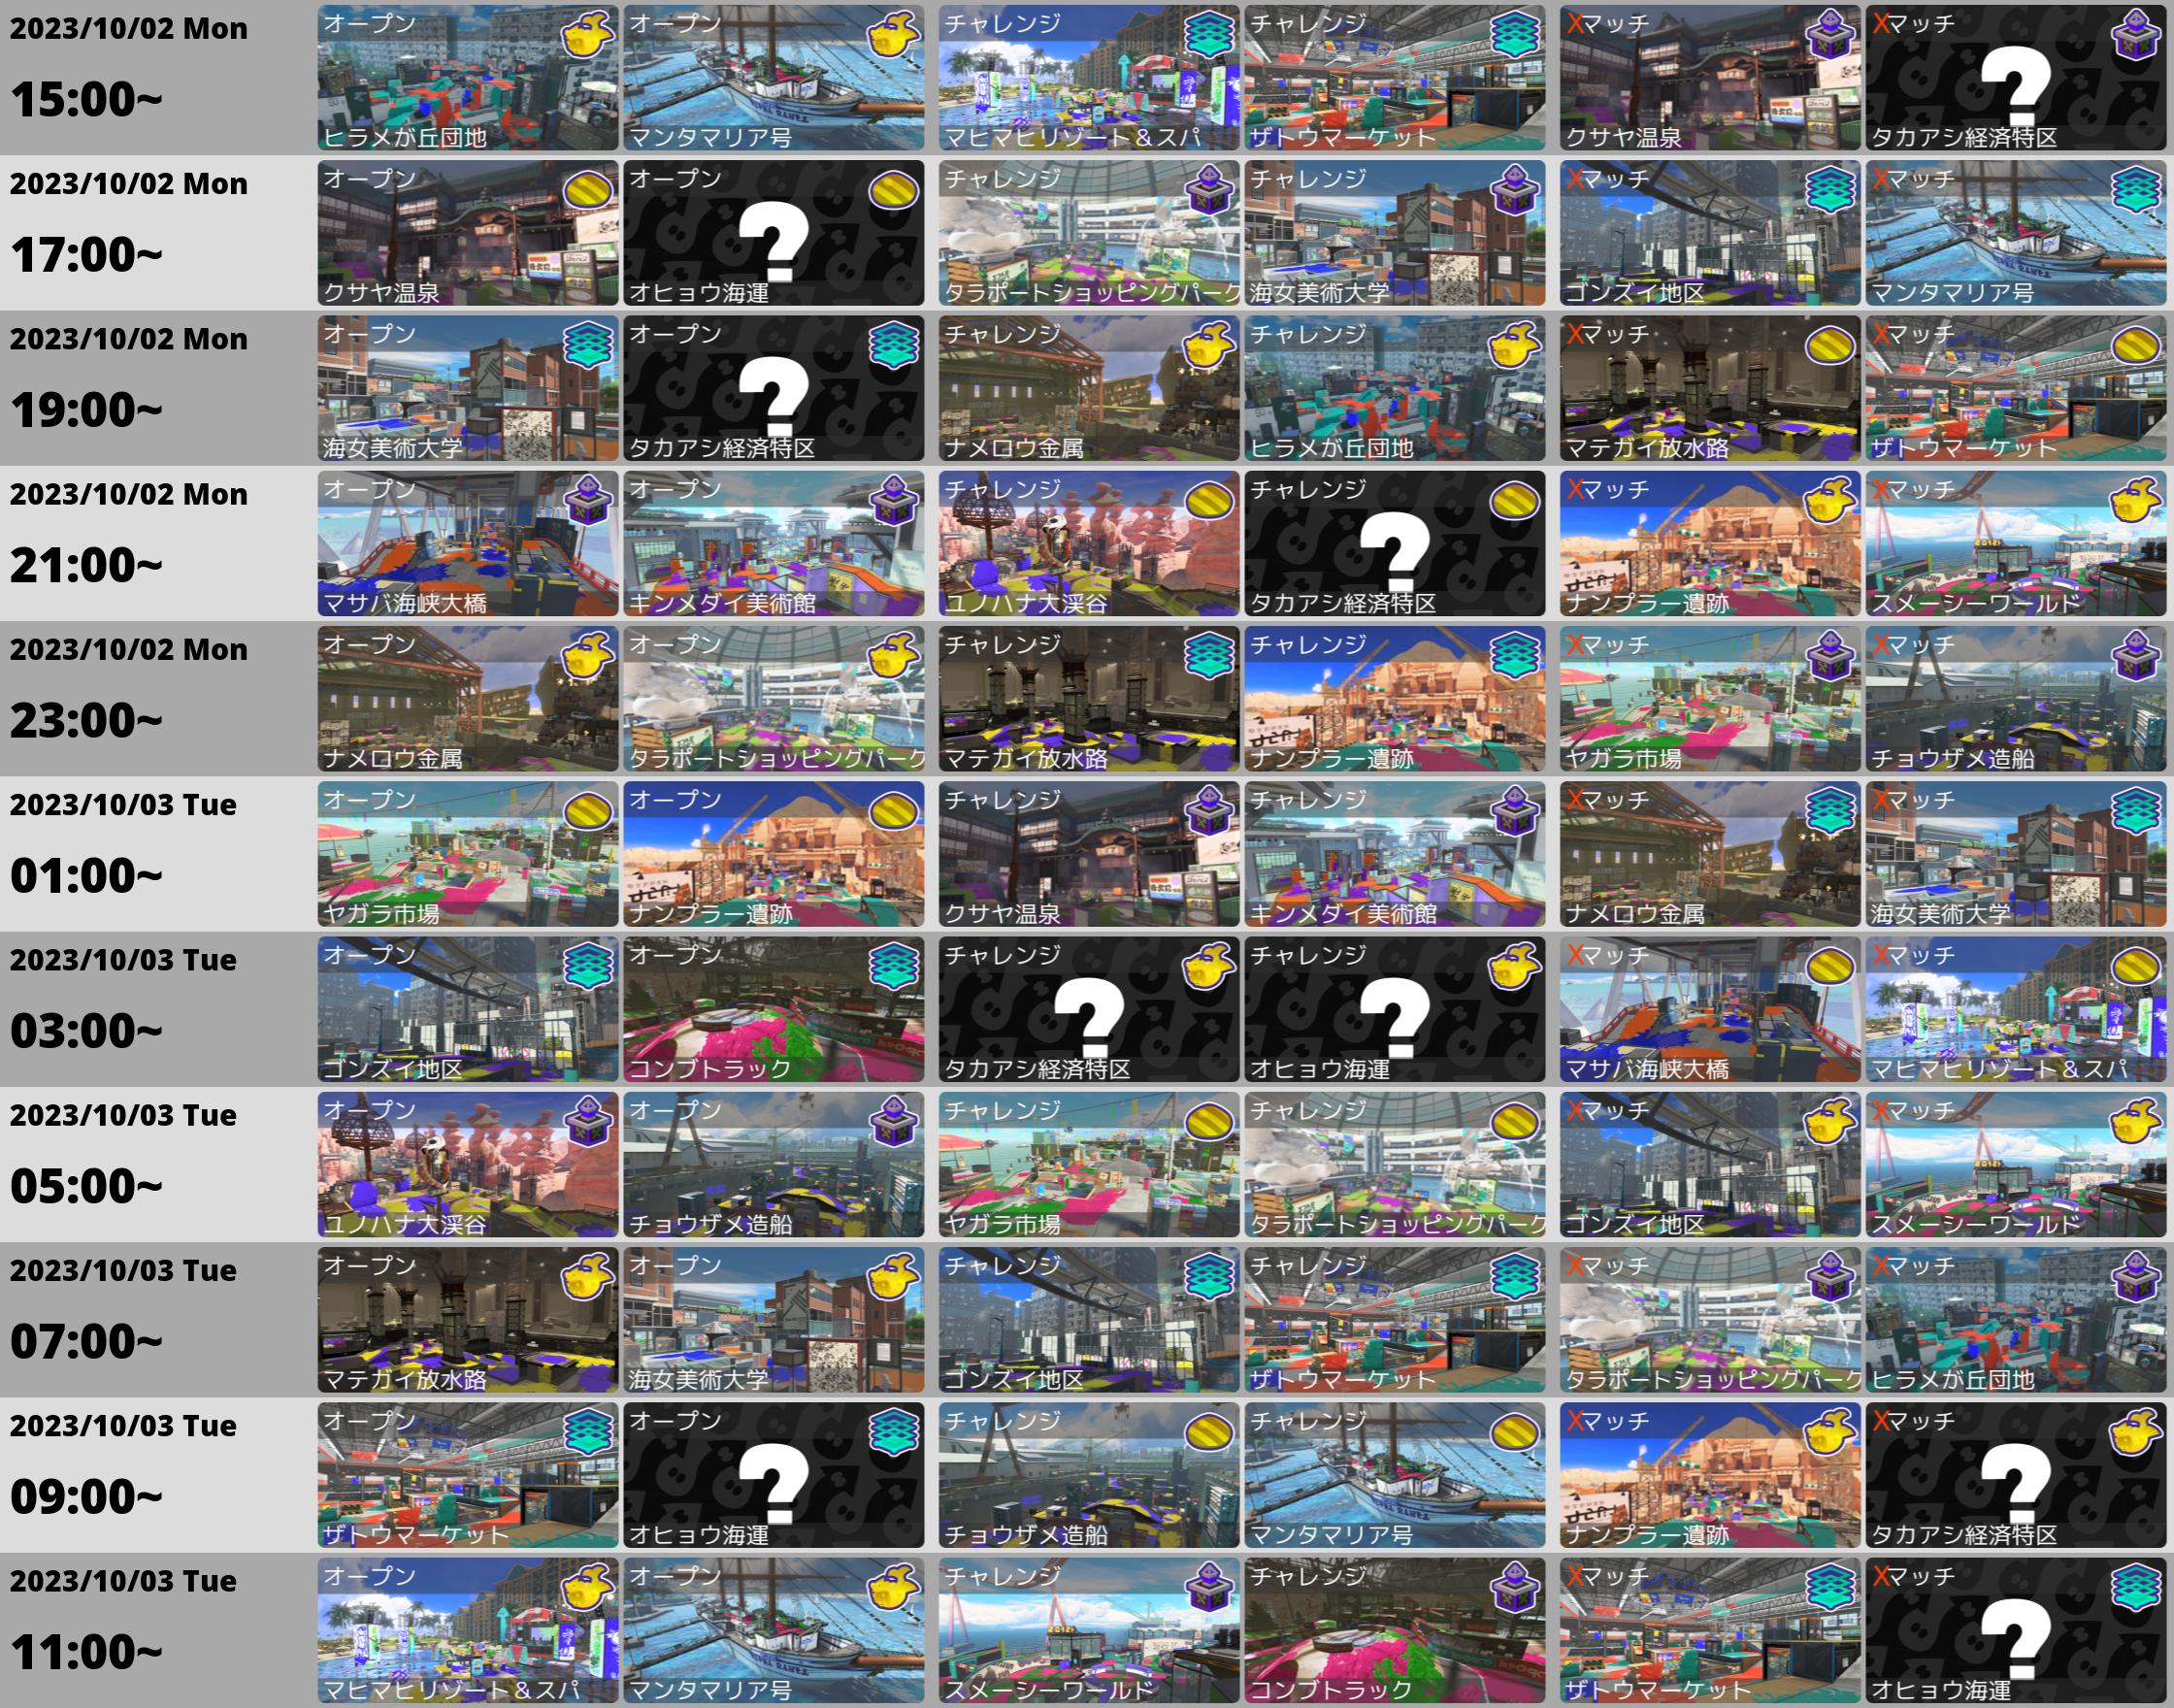 2023/10/02 Mon
15:00~
オープン
ヒラメが丘団地
オープン
マンタマリア号
チャレンジ
マヒマヒリゾート＆スパ
チャレンジ
ザトウマーケット
Xマッチ
クサヤ温泉
Xマッチ
?
タカアシ経済特区
2023/10/02 Mon
17:00~
オープン
クサヤ温泉
オープン
?
オヒョウ海運
チャレンジ
タラポートショッピングパーク
チャレンジ
海女美術大学
Xマッチ
ゴンズイ地区
Xマッチ
マンタマリア号
2023/10/02 Mon
19:00~
オープン
海女美術大学
オープン
?
タカアシ経済特区
チャレンジ
ナメロウ金属
チャレンジ
ヒラメが丘団地
Xマッチ
マテガイ放水路
Xマッチ
ザトウマーケット
2023/10/02 Mon
21:00~
オープン
マサバ海峡大橋
オープン
キンメダイ美術館
チャレンジ
ユノハナ大渓谷
チャレンジ
?
タカアシ経済特区
Xマッチ
ナンプラー遺跡
Xマッチ
スメーシーワールド
2023/10/02 Mon
23:00~
オープン
ナメロウ金属
オープン
タラポートショッピングパーク
チャレンジ
マテガイ放水路
チャレンジ
ナンプラー遺跡
Xマッチ
ヤガラ市場
Xマッチ
チョウザメ造船
2023/10/03 Tue
01:00~
オープン
ヤガラ市場
オープン
ナンプラー遺跡
チャレンジ
クサヤ温泉
チャレンジ
キンメダイ美術館
Xマッチ
ナメロウ金属
Xマッチ
海女美術大学
2023/10/03 Tue
03:00~
オープン
ゴンズイ地区
オープン
コンブトラック
チャレンジ
?
タカアシ経済特区
チャレンジ
?
オヒョウ海運
Xマッチ
マサバ海峡大橋
Xマッチ
マヒマヒリゾート＆スパ
2023/10/03 Tue
05:00~
オープン
ユノハナ大渓谷
オープン
チョウザメ造船
チャレンジ
ヤガラ市場
チャレンジ
タラポートショッピングパーク
Xマッチ
ゴンズイ地区
Xマッチ
スメーシーワールド
2023/10/03 Tue
07:00~
オープン
マテガイ放水路
オープン
海女美術大学
チャレンジ
ゴンズイ地区
チャレンジ
ザトウマーケット
Xマッチ
タラポートショッピングパーク
Xマッチ
ヒラメが丘団地
2023/10/03 Tue
09:00~
オープン
ザトウマーケット
オープン
?
オヒョウ海運
チャレンジ
チョウザメ造船
チャレンジ
マンタマリア号
Xマッチ
ナンプラー遺跡
Xマッチ
?
タカアシ経済特区
2023/10/03 Tue
11:00~
オープン
マヒマヒリゾート＆スパ
オープン
マンタマリア号
チャレンジ
スメーシーワールド
チャレンジ
コンブトラック
Xマッチ
ザトウマーケット
Xマッチ
?
オヒョウ海運